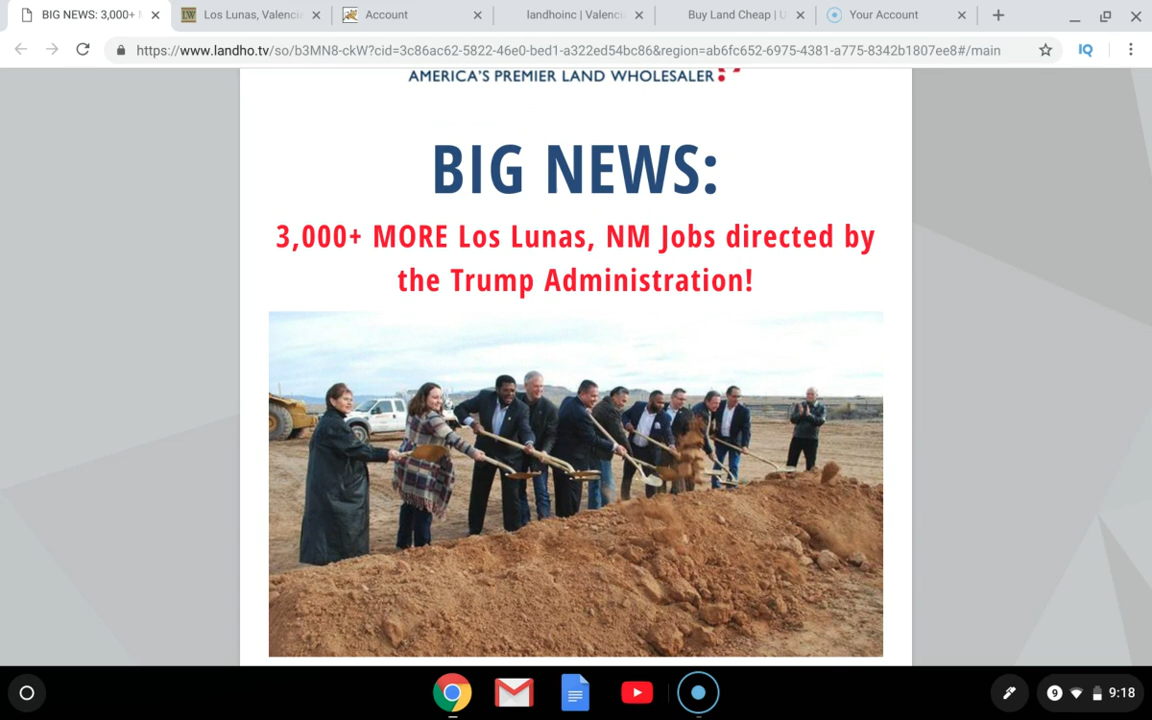 BIG NEWS: 3,000+
Los Lunas, Valenci
Account
landhoinc | Valenci
Buy Land Cheap | U
Your Account
https://www.landho.tv/so/b3MN8-ckW?cid=3c86ac62-5822-46e0-bed1-a322ed54bc86&region=ab6fc652-6975-4381-a775-8342b1807ee8#/main
IQ
AMERICA'S PREMIER LAND WHOLESALER
BIG NEWS:
3,000+ MORE Los Lunas, NM Jobs directed by
the Trump Administration!
9
9:18